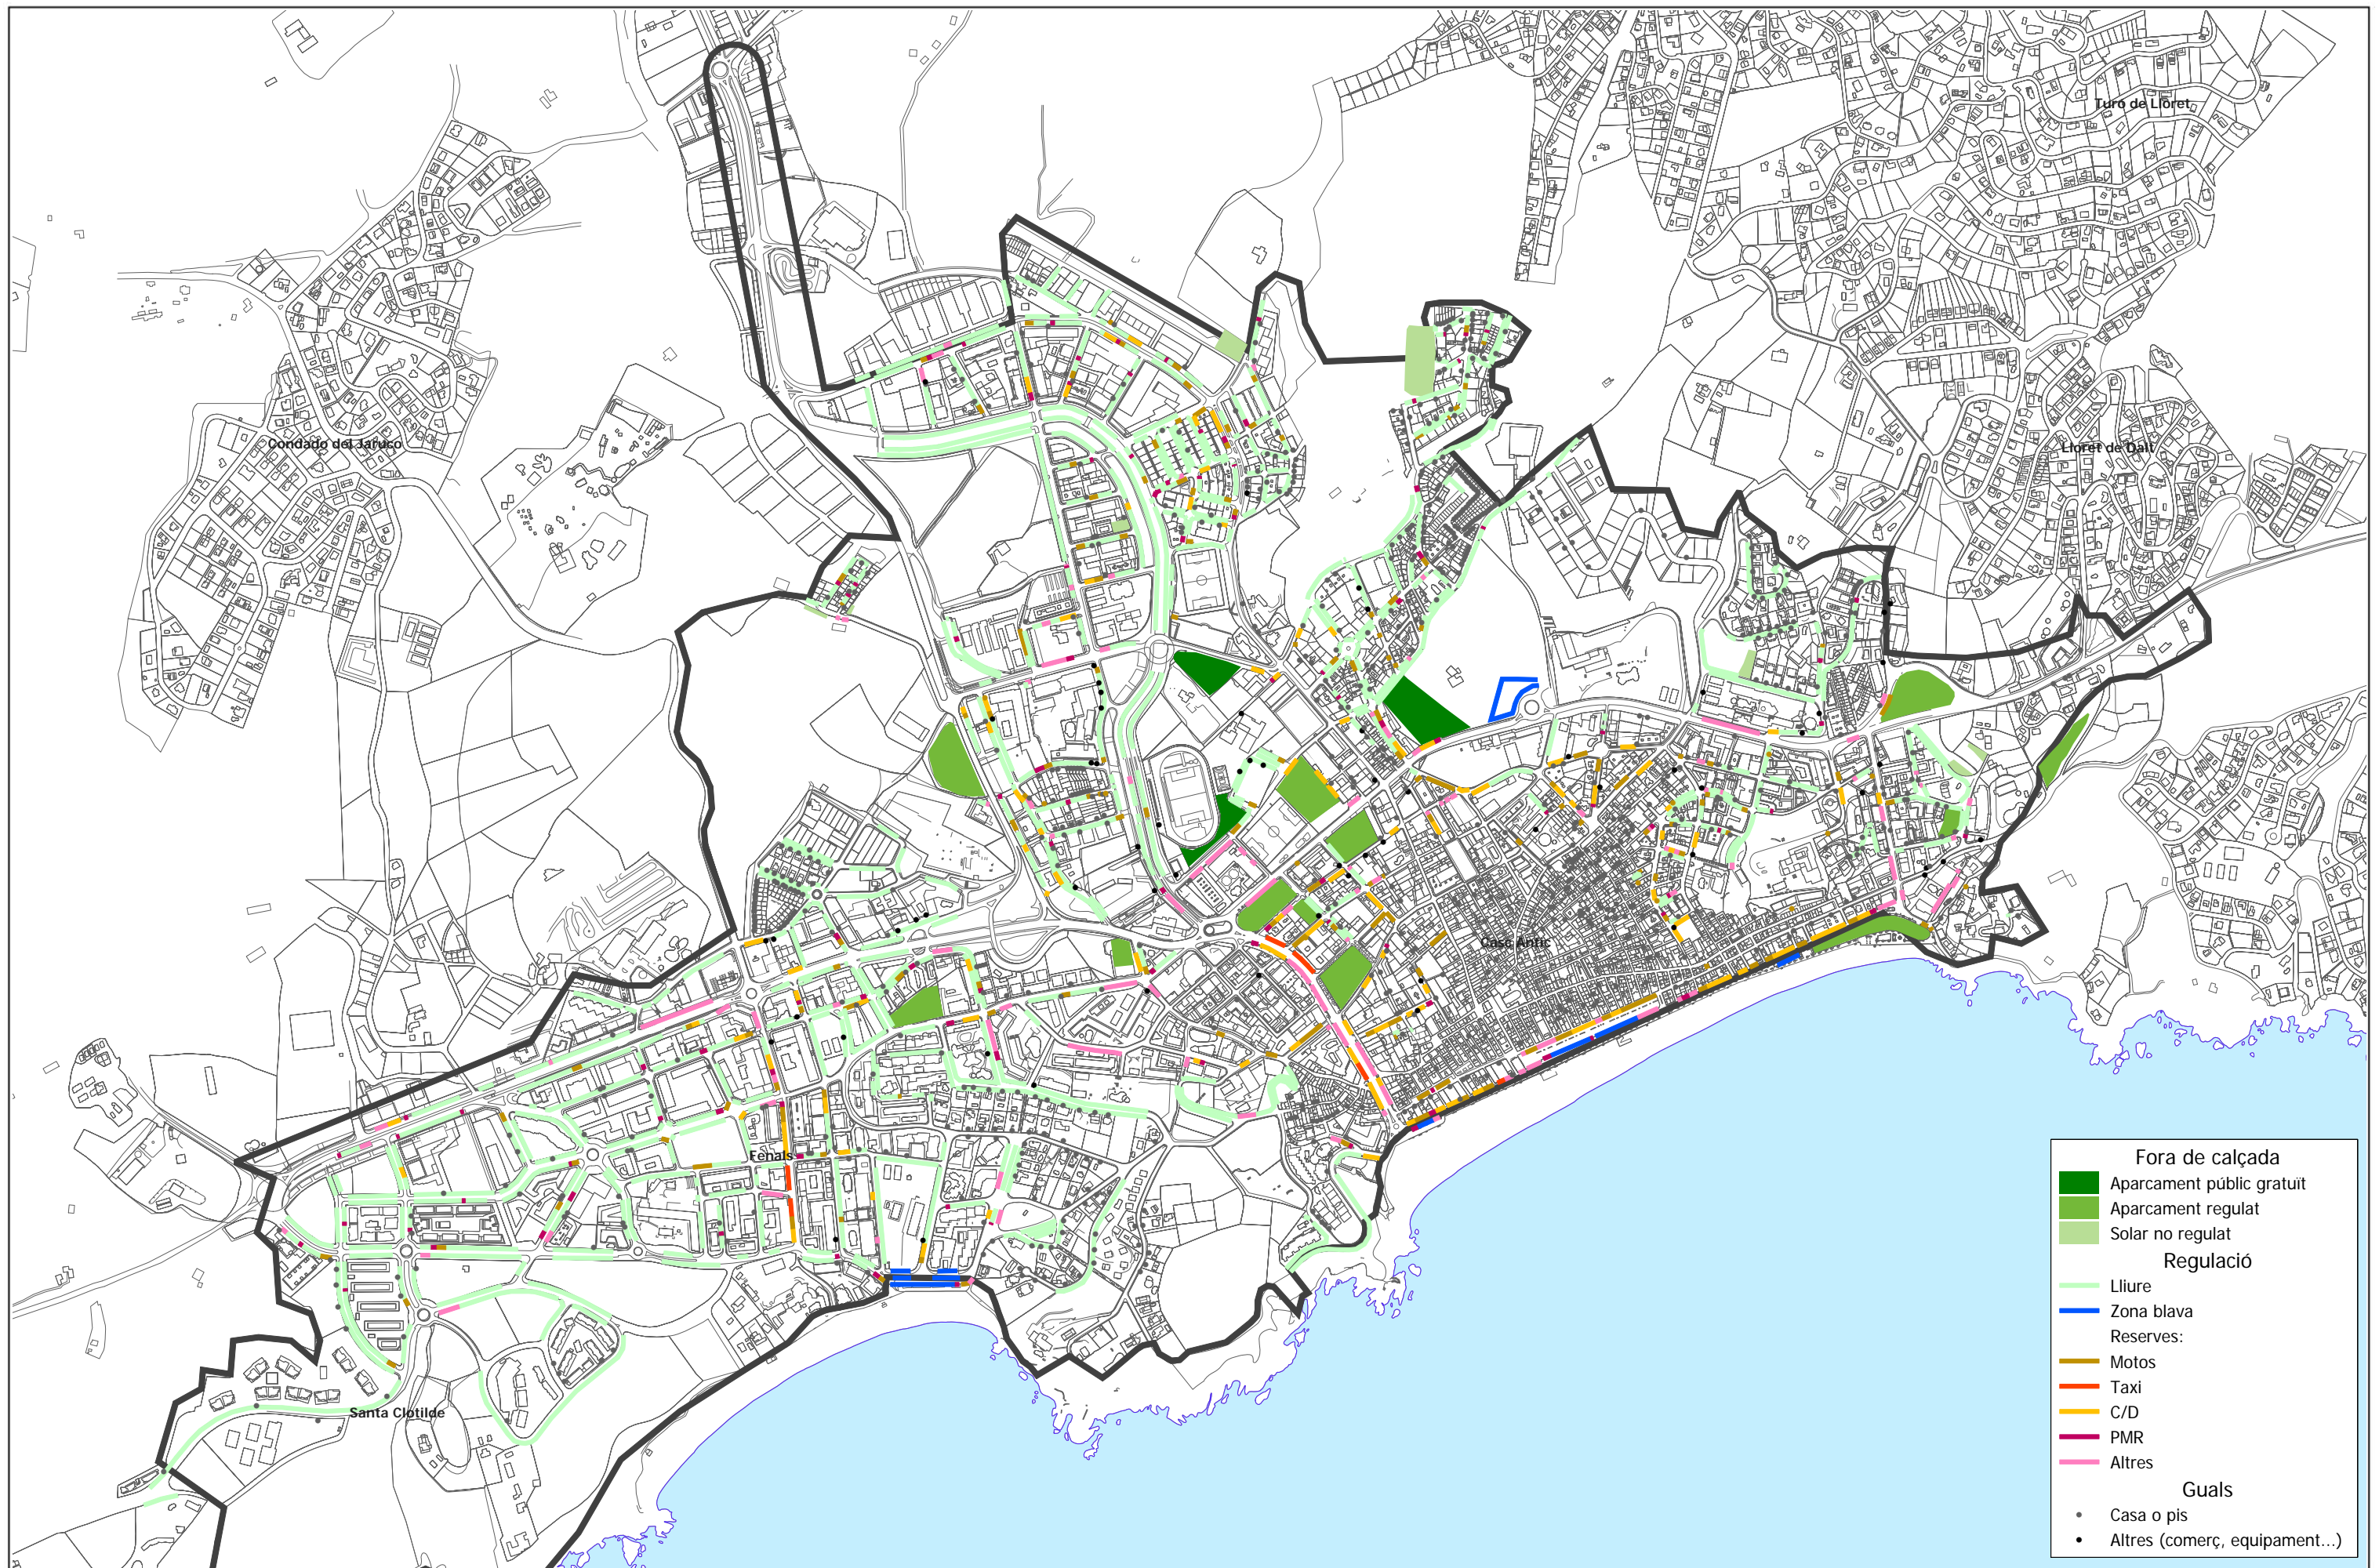 Turó de Lloret
Condado del Jaruco
Lloret de Dalt
Casc Antic
Fenals
Santa Clotilde
Fora de calçada
Aparcament públic gratuït
Aparcament regulat
Solar no regulat
Regulació
Lliure
Zona blava
Reserves:
Motos
Taxi
C/D
PMR
Altres
Guals
Casa o pis
Altres (comerç, equipament...)